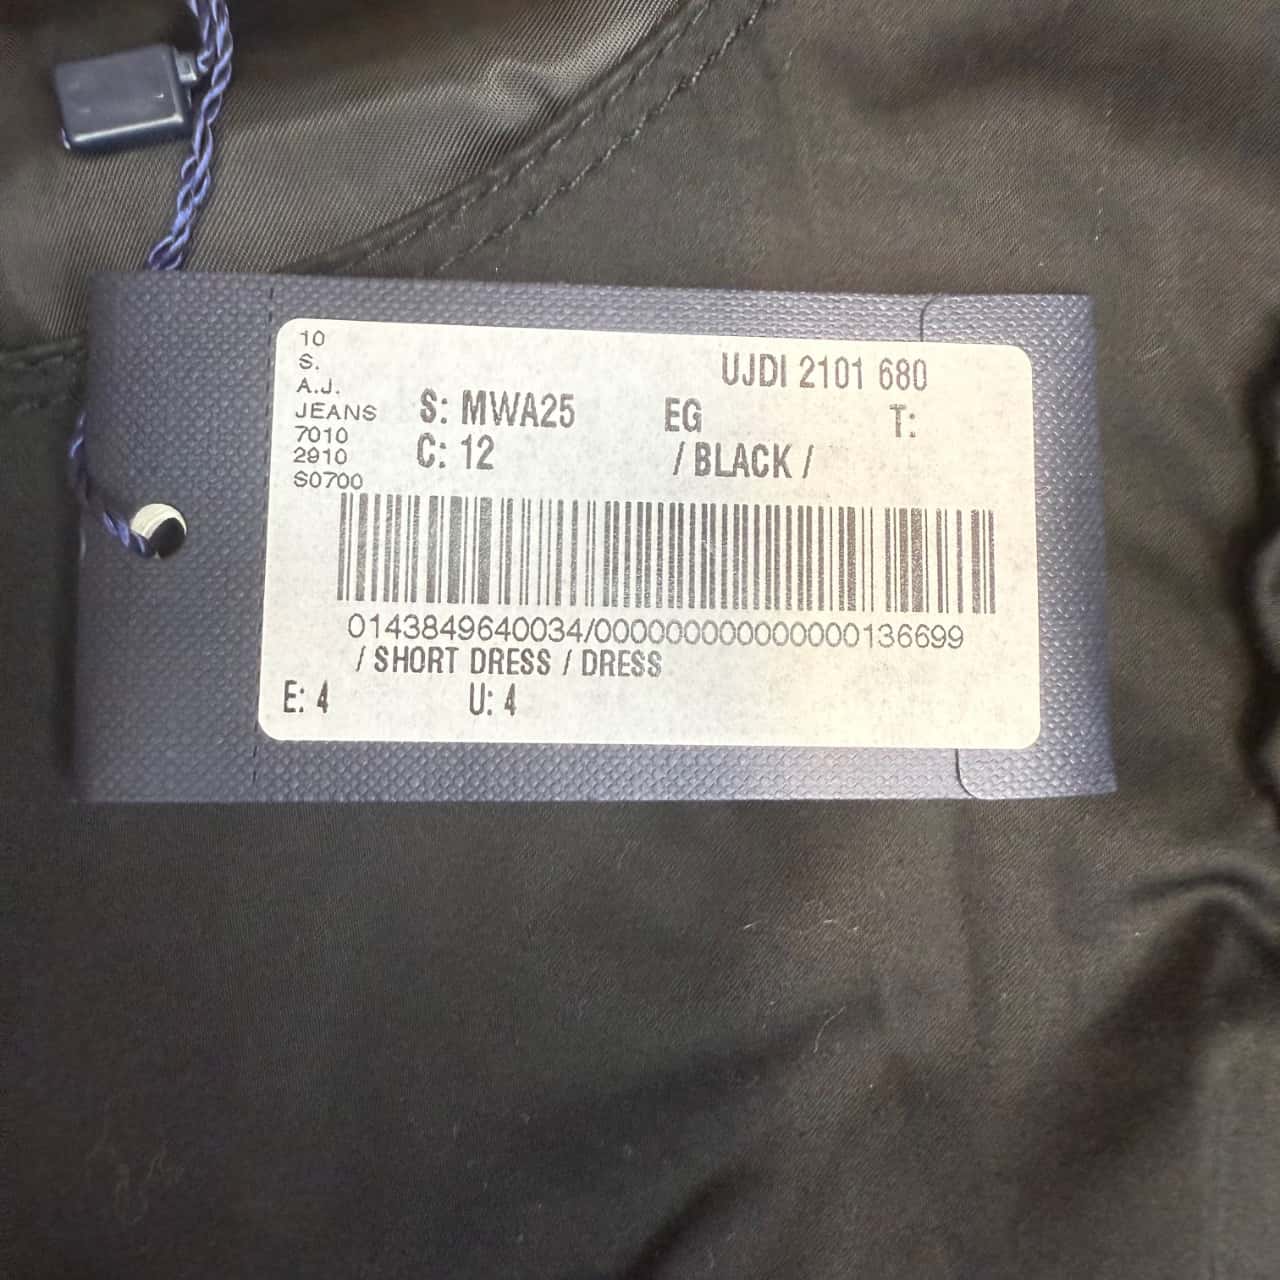 10
S.
A.J.
JEANS
7010
2910
S0700
UJDI 2101 680
S: MWA25 EG T:
C: 12 / BLACK /
0143849640034/000000000000000136699
/ SHORT DRESS / DRESS
E: 4 U: 4